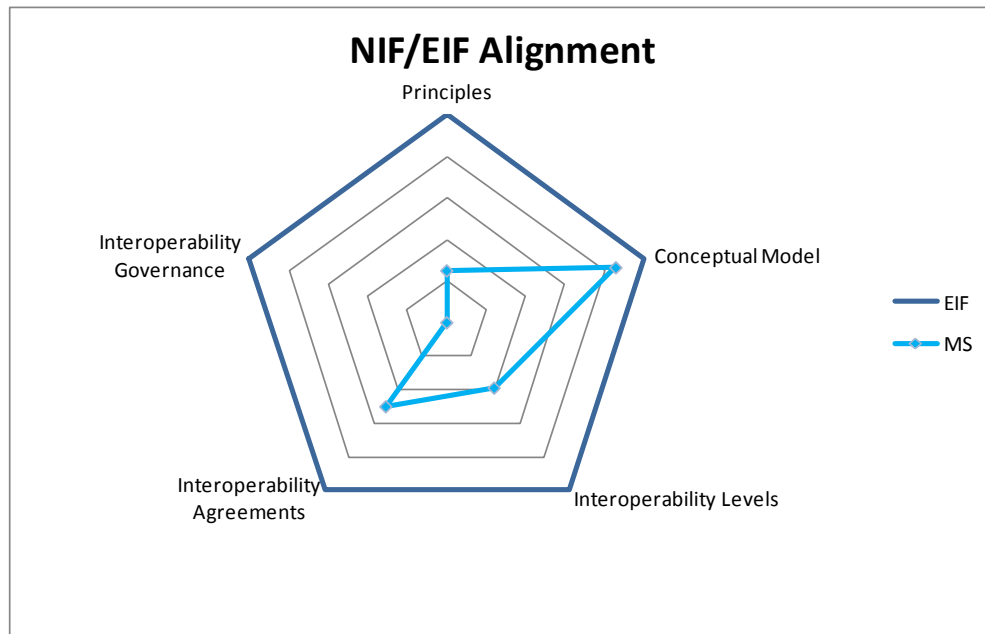 NIF/EIF Alignment
Principles
Interoperability
Governance
Conceptual Model
EIF
MS
Interoperability
Agreements
Interoperability Levels